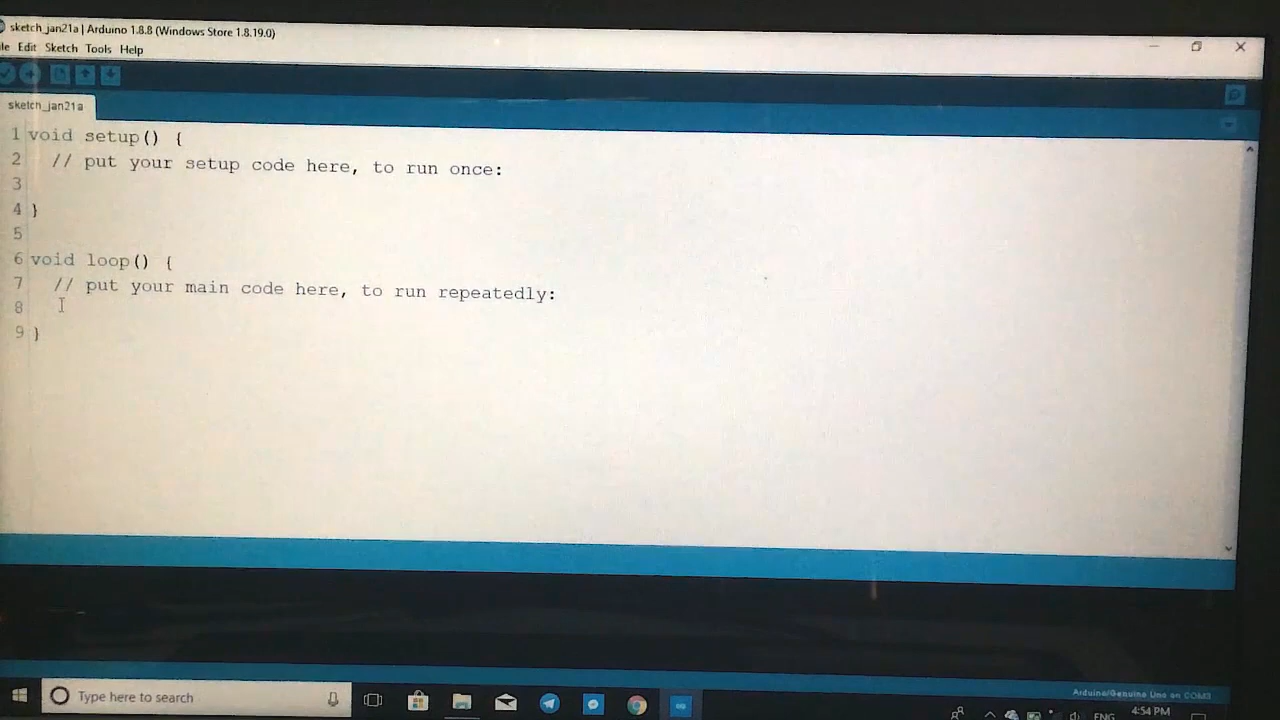 sketch_jan21a | Arduino 1.8.8 (Windows Store 1.8.19.0)
le Edit Sketch Tools Help
sketch_jan21a
1 void setup() {
2 // put your setup code here, to run once:
3
4 }
5
6 void loop() {
7 // put your main code here, to run repeatedly:
8
9 }
Arduino/Genuino Uno on COM3
Type here to search
ENG
4:54 PM